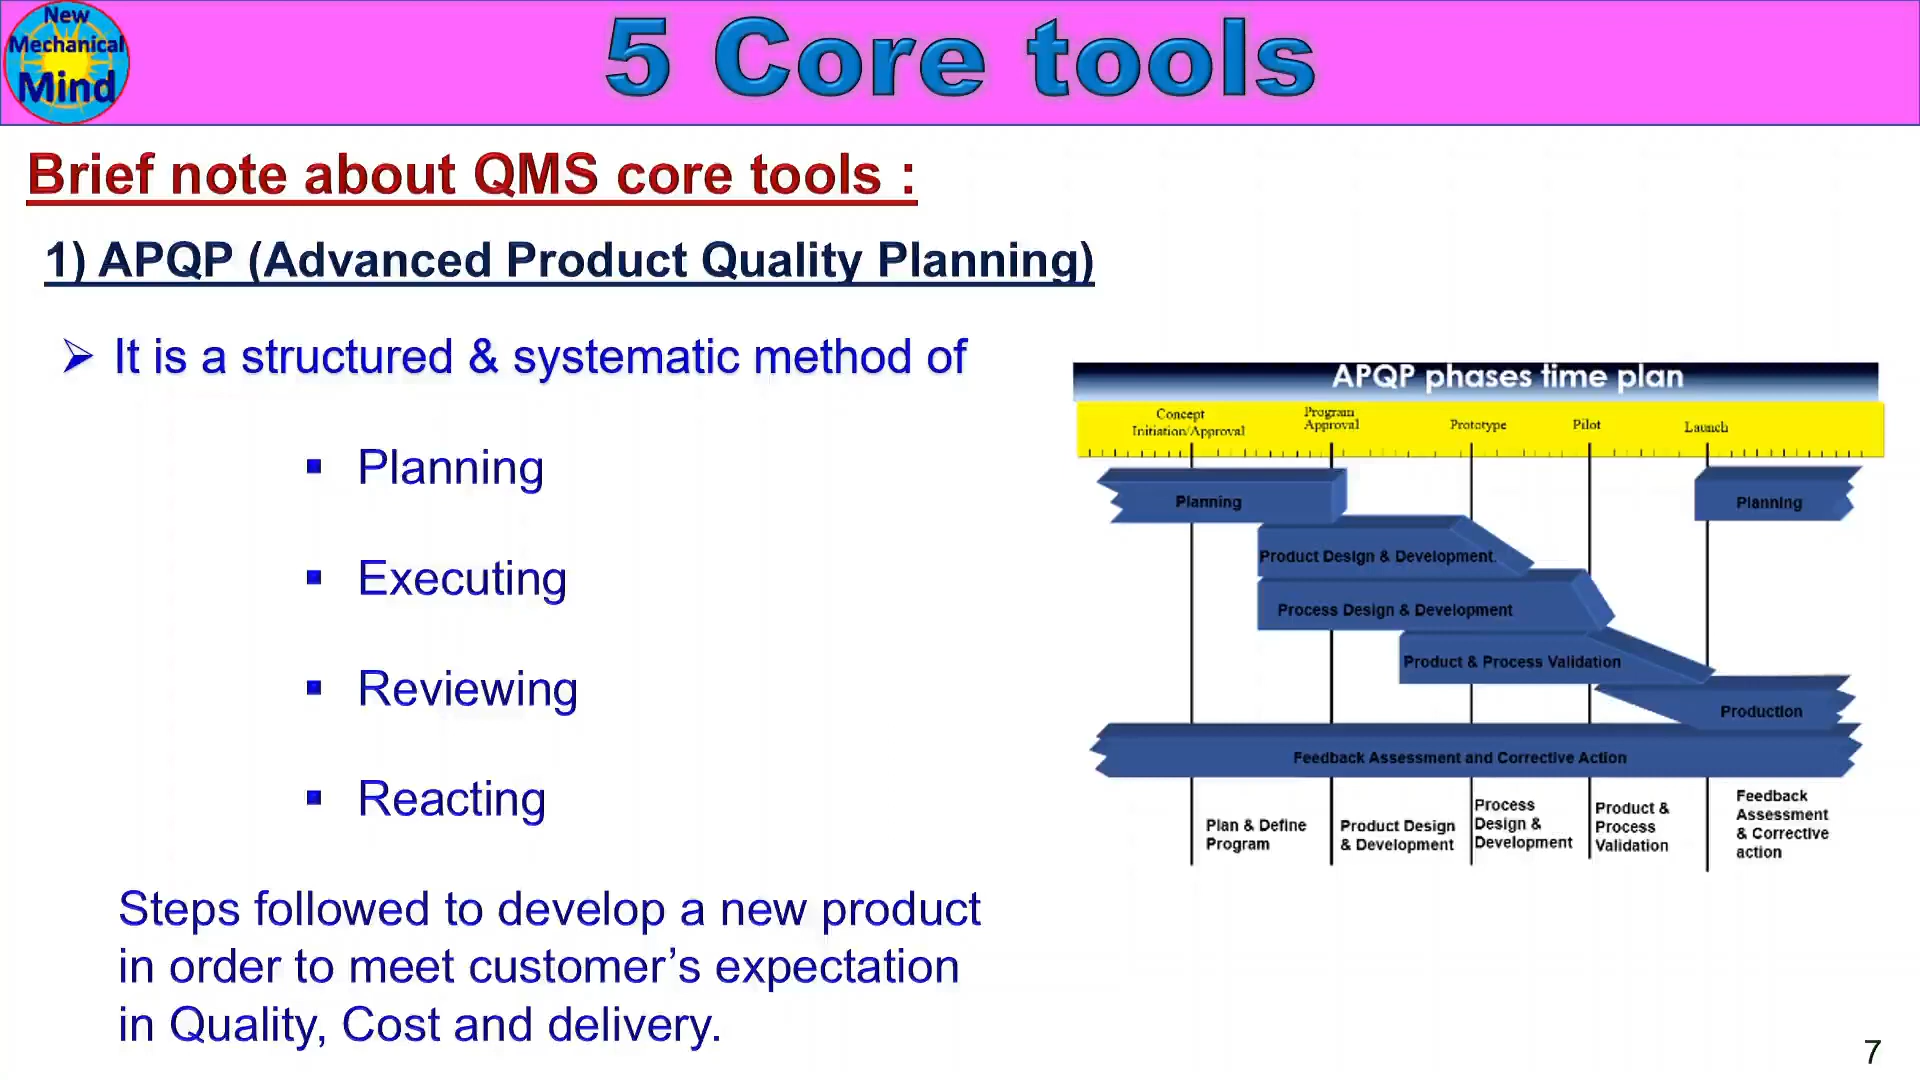 New
Mechanical
Mind
5 Core tools
Brief note about QMS core tools :
1) APQP (Advanced Product Quality Planning)
➢ It is a structured & systematic method of
▪ Planning
▪ Executing
▪ Reviewing
▪ Reacting
Steps followed to develop a new product
in order to meet customer’s expectation
in Quality, Cost and delivery.
APQP phases time plan
Concept
Initiation/Approval
Program
Approval
Prototype
Pilot
Launch
Planning
Planning
Product Design & Development.
Process Design & Development
Product & Process Validation
Production
Feedback Assessment and Corrective Action
Plan & Define
Program
Product Design
& Development
Process
Design &
Development
Product &
Process
Validation
Feedback
Assessment
& Corrective
action
7